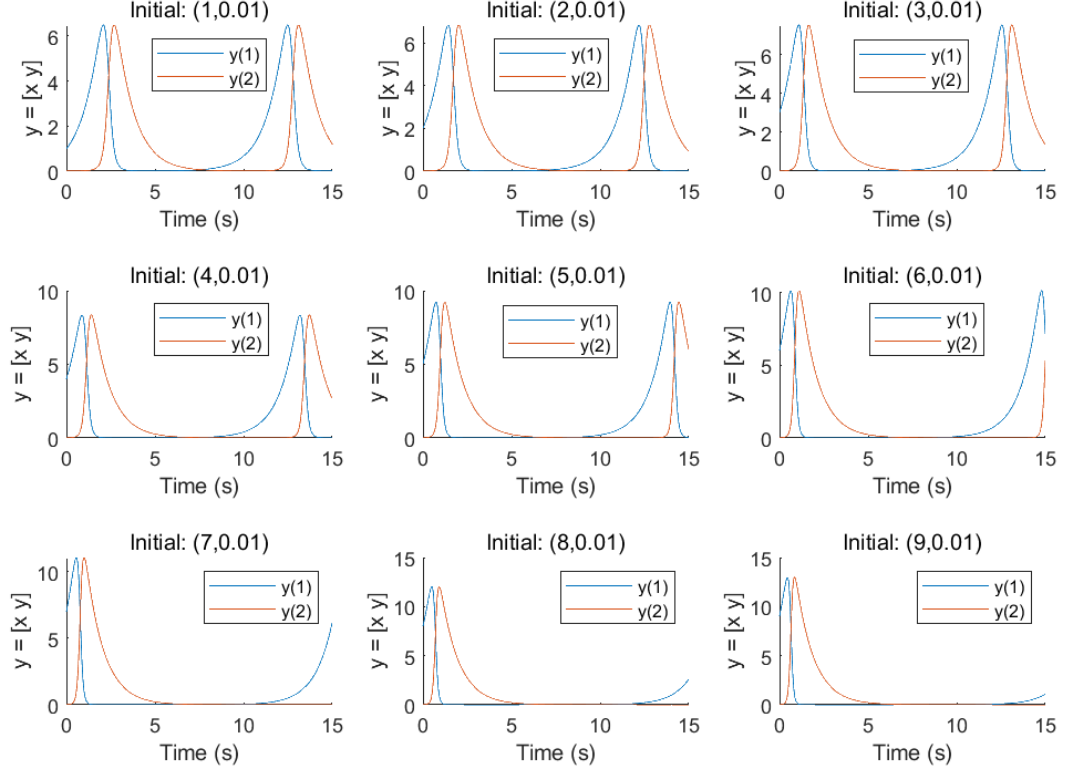 Initial: (1,0.01)
y = [x y]
6
4
2
0
y(1)
y(2)
0 5 10 15
Time (s)
Initial: (2,0.01)
y = [x y]
6
4
2
0
y(1)
y(2)
0 5 10 15
Time (s)
Initial: (3,0.01)
y = [x y]
6
4
2
0
y(1)
y(2)
0 5 10 15
Time (s)
Initial: (4,0.01)
y = [x y]
10
5
0
y(1)
y(2)
0 5 10 15
Time (s)
Initial: (5,0.01)
y = [x y]
10
5
0
y(1)
y(2)
0 5 10 15
Time (s)
Initial: (6,0.01)
y = [x y]
10
5
0
y(1)
y(2)
0 5 10 15
Time (s)
Initial: (7,0.01)
y = [x y]
10
5
0
y(1)
y(2)
0 5 10 15
Time (s)
Initial: (8,0.01)
y = [x y]
15
10
5
0
y(1)
y(2)
0 5 10 15
Time (s)
Initial: (9,0.01)
y = [x y]
15
10
5
0
y(1)
y(2)
0 5 10 15
Time (s)